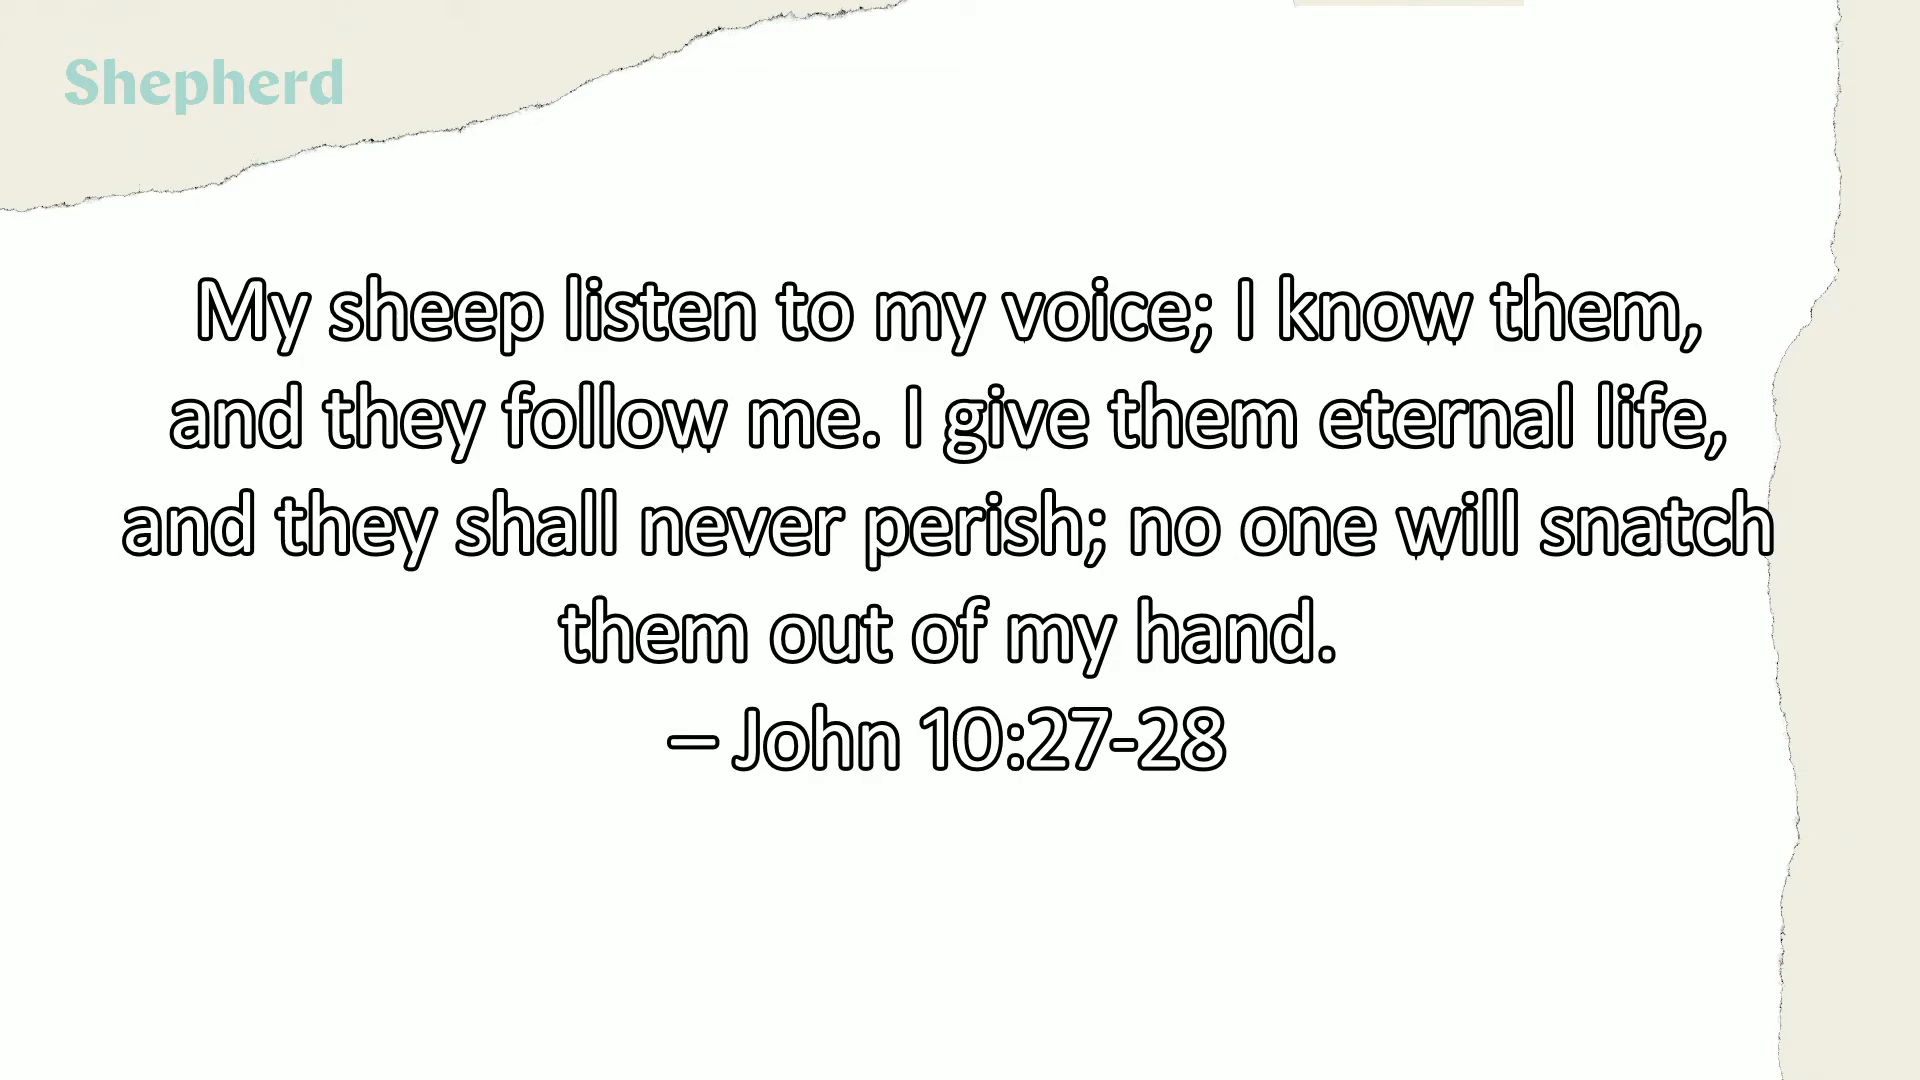 Shepherd
My sheep listen to my voice; I know them,
and they follow me. I give them eternal life,
and they shall never perish; no one will snatch
them out of my hand.
– John 10:27-28